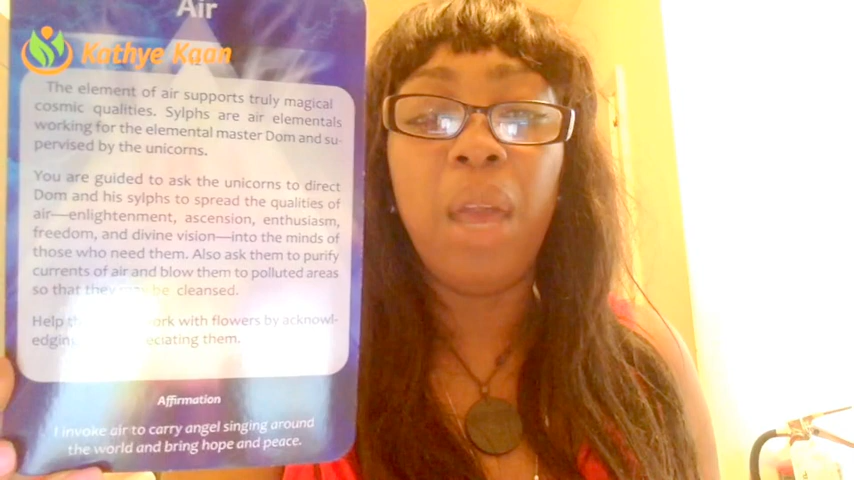 Air
Kathye Kaan
The element of air supports truly magical
cosmic qualities. Sylphs are air elementals
working for the elemental master Dom and su-
pervised by the unicorns.
You are guided to ask the unicorns to direct
Dom and his sylphs to spread the qualities of
air—enlightenment, ascension, enthusiasm,
freedom, and divine vision—into the minds of
those who need them. Also ask them to purify
currents of air and blow them to polluted areas
so that they may be cleansed.
Help work with flowers by acknowl-
them.
Affirmation
I invoke air to carry angel singing around
the world and bring hope and peace.